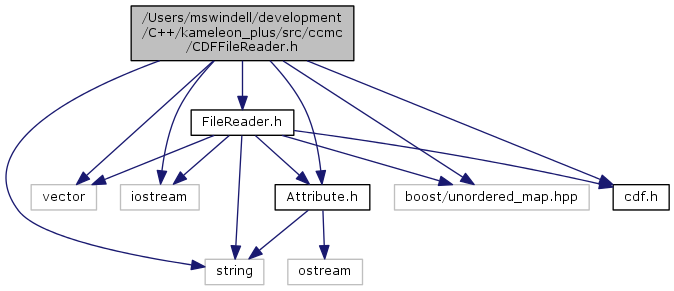 /Users/mswindell/development
/C++/kameleon_plus/src/ccmc
/CDFFileReader.h
FileReader.h
vector
iostream
Attribute.h
boost/unordered_map.hpp
cdf.h
string
ostream